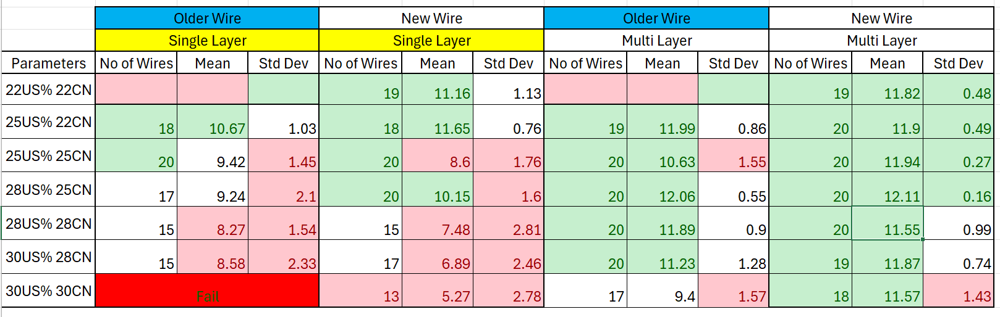 Older Wire New Wire Older Wire New Wire
Single Layer Single Layer Multi Layer Multi Layer
Parameters No of Wires Mean Std Dev No of Wires Mean Std Dev No of Wires Mean Std Dev No of Wires Mean Std Dev
22US% 22CN 19 11.16 1.13 19 11.82 0.48
25US% 22CN 18 10.67 1.03 18 11.65 0.76 19 11.99 0.86 20 11.9 0.49
25US% 25CN 20 9.42 1.45 20 8.6 1.76 20 10.63 1.55 20 11.94 0.27
28US% 25CN 17 9.24 2.1 20 10.15 1.6 20 12.06 0.55 20 12.11 0.16
28US% 28CN 15 8.27 1.54 15 7.48 2.81 20 11.89 0.9 20 11.55 0.99
30US% 28CN 15 8.58 2.33 17 6.89 2.46 20 11.23 1.28 19 11.87 0.74
30US% 30CN Fail 13 5.27 2.78 17 9.4 1.57 18 11.57 1.43